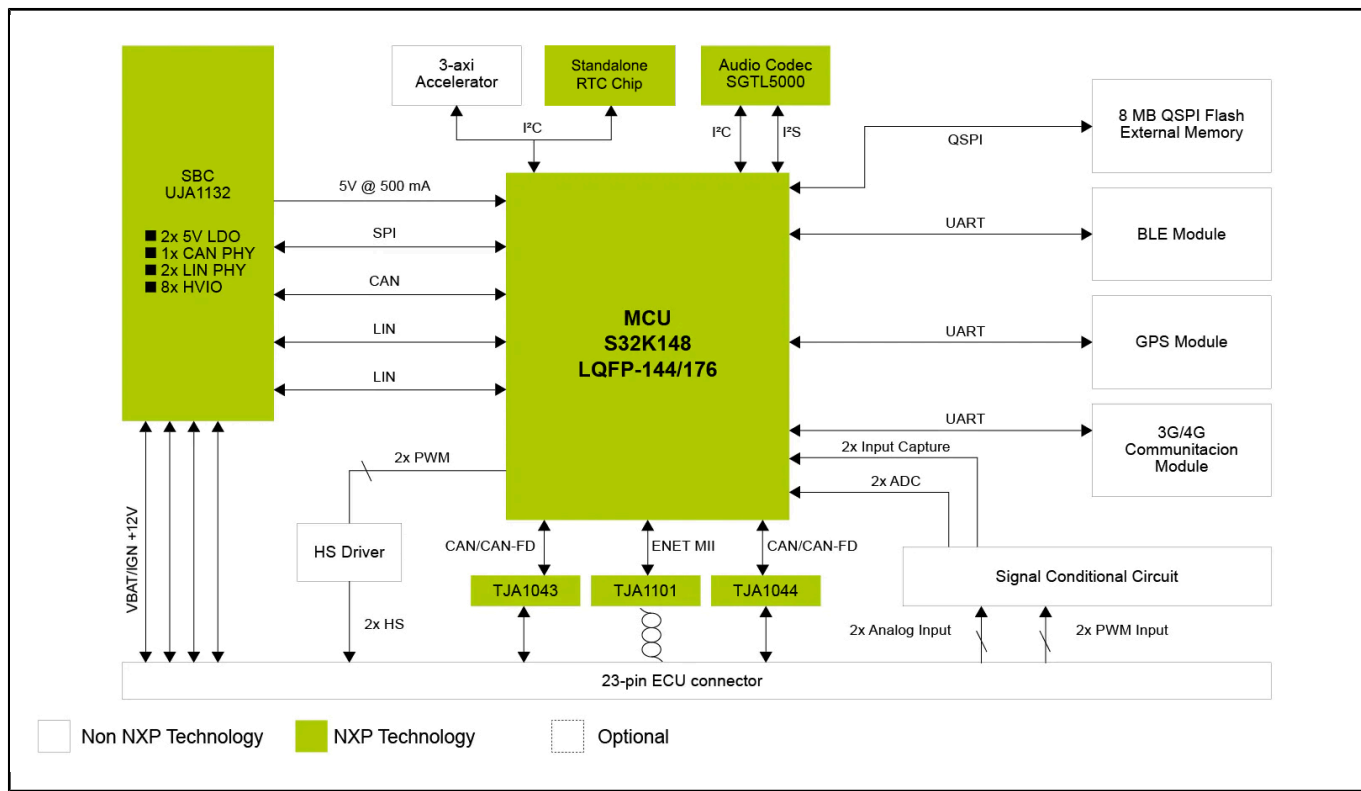 3-axi
Accelerator
Standalone
RTC Chip
Audio Codec
SGTL5000
8 MB QSPI Flash
External Memory
I²C
I²C
I²S
QSPI
SBC
UJA1132
■ 2x 5V LDO
■ 1x CAN PHY
■ 2x LIN PHY
■ 8x HVIO
5V @ 500 mA
SPI
CAN
LIN
LIN
MCU
S32K148
LQFP-144/176
UART
BLE Module
UART
GPS Module
UART
3G/4G
Communitacion
Module
2x Input Capture
2x ADC
2x PWM
VBAT/IGN +12V
HS Driver
CAN/CAN-FD
ENET MII
CAN/CAN-FD
TJA1043
TJA1101
TJA1044
Signal Conditional Circuit
2x HS
2x Analog Input
2x PWM Input
23-pin ECU connector
Non NXP Technology
NXP Technology
Optional